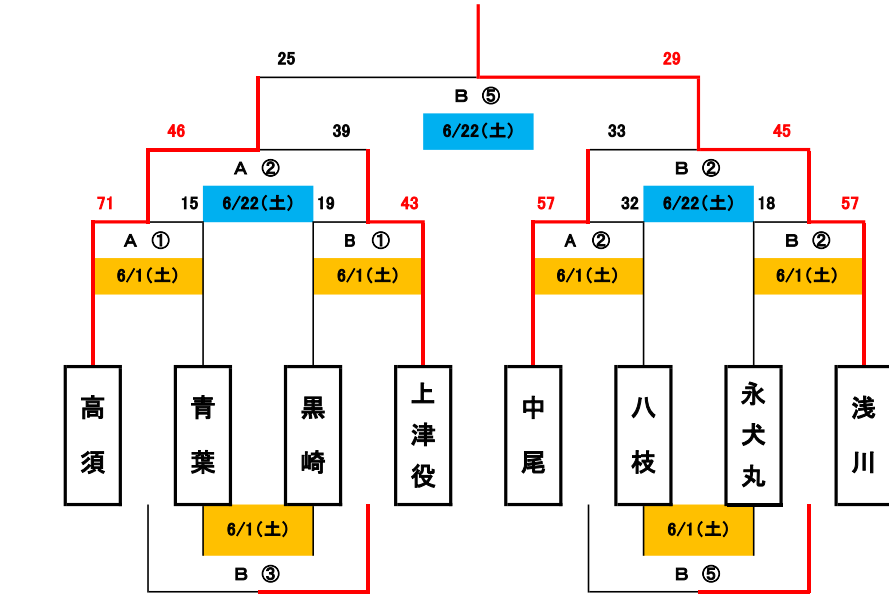 25 29
B ⑤
6/22(土)
46 39 33 45
A ② B ②
71 15 6/22(土) 19 43 57 32 6/22(土) 18 57
A ① B ① A ② B ②
6/1(土) 6/1(土) 6/1(土) 6/1(土)
高須
青葉
黒崎
上津役
中尾
八枝
永犬丸
浅川
6/1(土) 6/1(土)
B ③ B ⑤